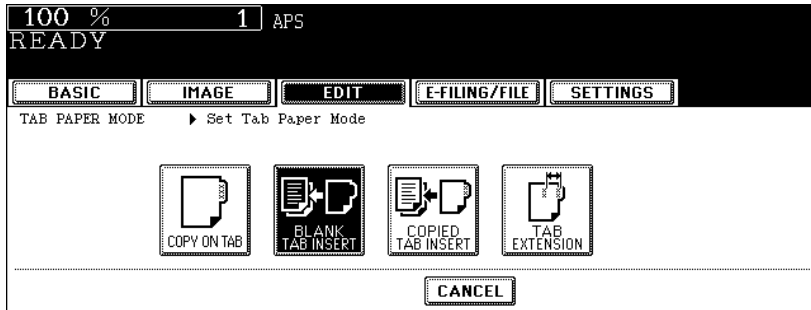 100 % 1 APS
READY
BASIC IMAGE EDIT E-FILING/FILE SETTINGS
TAB PAPER MODE ▶ Set Tab Paper Mode
COPY ON TAB
BLANK
TAB INSERT
COPIED
TAB INSERT
TAB
EXTENSION
CANCEL